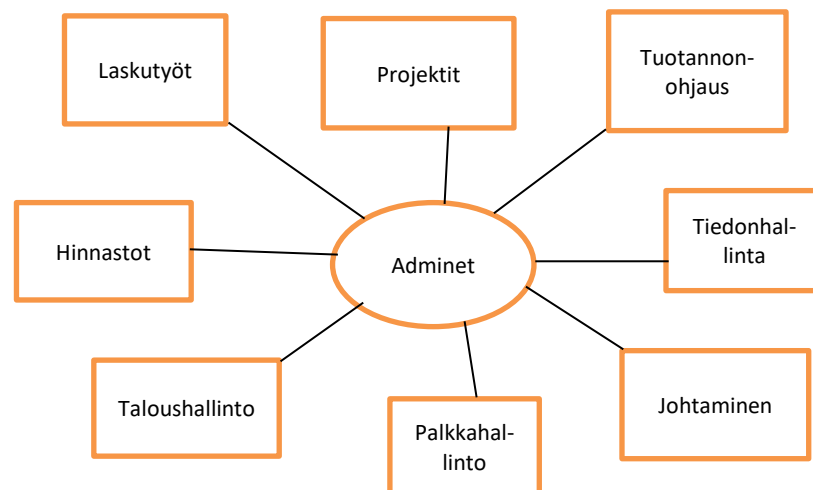 Laskutyöt
Projektit
Tuotannon-
ohjaus
Hinnastot
Adminet
Tiedonhal-
linta
Taloushallinto
Palkkahal-
linto
Johtaminen